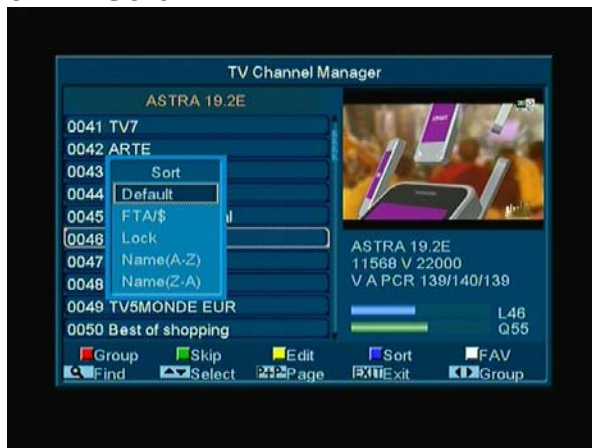 TV Channel Manager
ASTRA 19.2E
0041 TV7
0042 ARTE
0043
0044
0045
0046
0047
0048
0049 TV5MONDE EUR
0050 Best of shopping
Sort
Default
FTA/$
Lock
Name(A-Z)
Name(Z-A)
ASTRA 19.2E
11568 V 22000
V A PCR 139/140/139
L46
Q55
Group Skip Edit Sort FAV
Find Select P+P- Page EXIT Exit Group